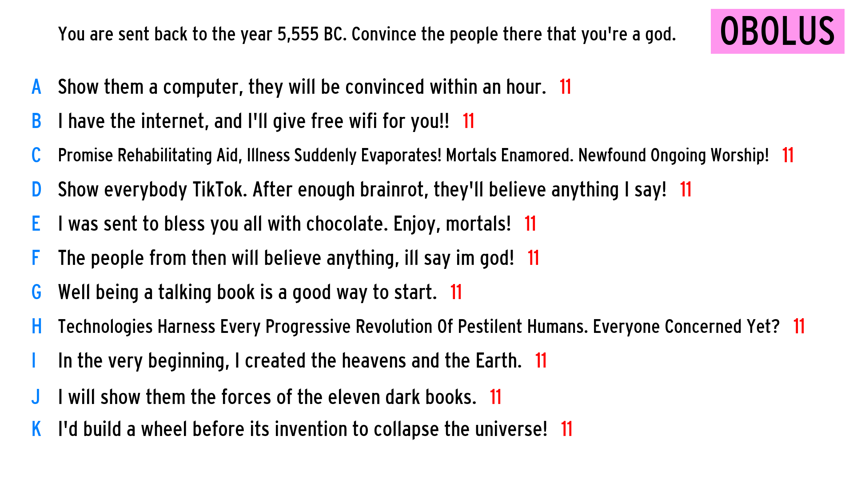 You are sent back to the year 5,555 BC. Convince the people there that you're a god.
OBOLUS
A Show them a computer, they will be convinced within an hour. 11
B I have the internet, and I'll give free wifi for you!! 11
C Promise Rehabilitating Aid, Illness Suddenly Evaporates! Mortals Enamored. Newfound Ongoing Worship! 11
D Show everybody TikTok. After enough brainrot, they'll believe anything I say! 11
E I was sent to bless you all with chocolate. Enjoy, mortals! 11
F The people from then will believe anything, ill say im god! 11
G Well being a talking book is a good way to start. 11
H Technologies Harness Every Progressive Revolution Of Pestilent Humans. Everyone Concerned Yet? 11
I In the very beginning, I created the heavens and the Earth. 11
J I will show them the forces of the eleven dark books. 11
K I'd build a wheel before its invention to collapse the universe! 11